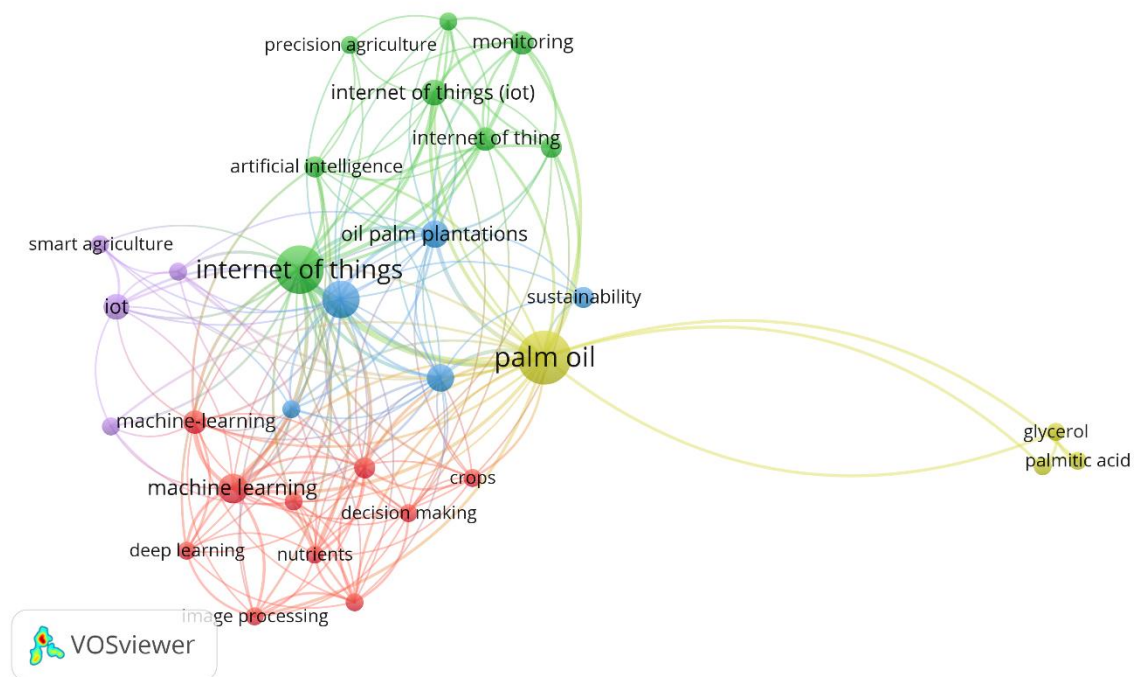 precision agriculture
monitoring
internet of things (iot)
internet of thing
artificial intelligence
oil palm plantations
smart agriculture
internet of things
sustainability
iot
palm oil
machine-learning
glycerol
palmitic acid
crops
machine learning
decision making
deep learning
nutrients
image processing
VOSviewer